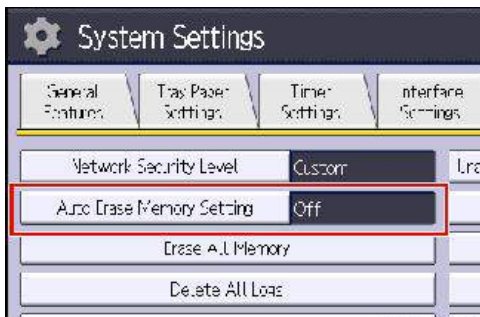 System Settings
General Features
Tray Paper Settings
Timer Settings
nterface Settings
Network Security Level
Custom
Auto Erase Memory Setting
Off
Erase All Memory
Delete All Logs